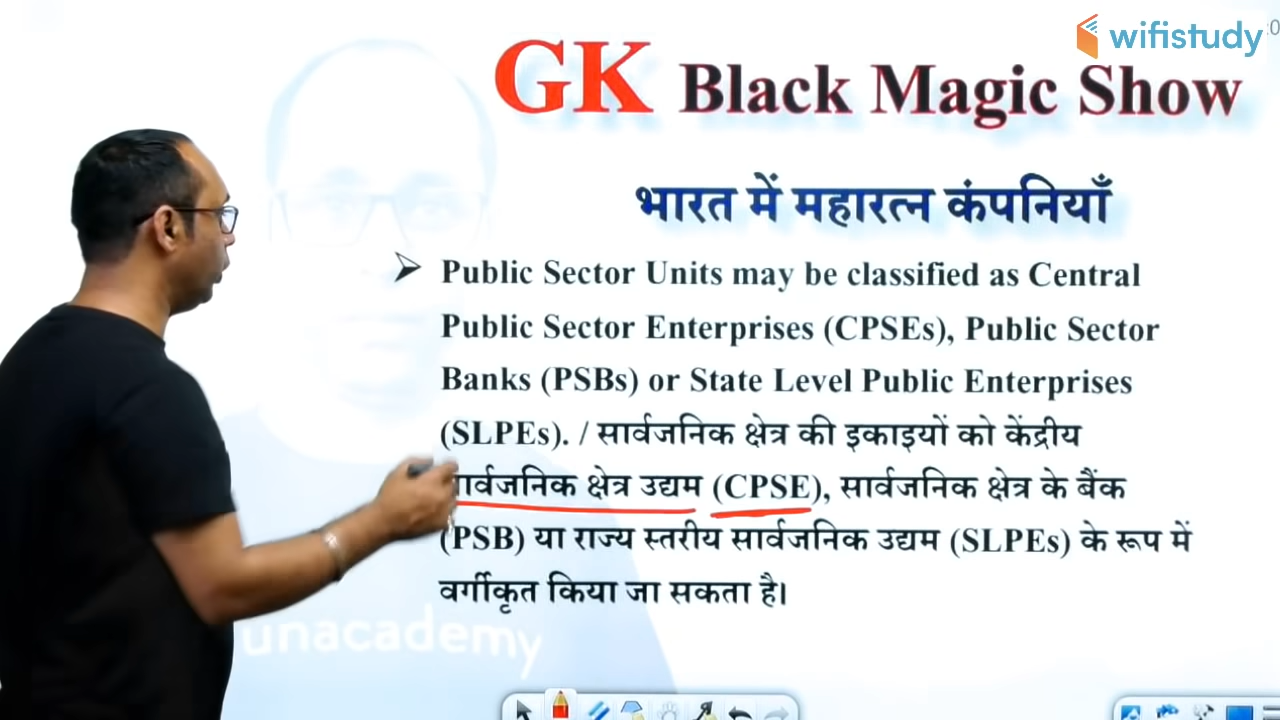 wifistudy
GK Black Magic Show
भारत में महारत्न कंपनियाँ
Public Sector Units may be classified as Central
Public Sector Enterprises (CPSEs), Public Sector
Banks (PSBs) or State Level Public Enterprises
(SLPEs). / सार्वजनिक क्षेत्र की इकाइयों को केंद्रीय
सार्वजनिक क्षेत्र उद्यम (CPSE), सार्वजनिक क्षेत्र के बैंक
(PSB) या राज्य स्तरीय सार्वजनिक उद्यम (SLPEs) के रूप में
वर्गीकृत किया जा सकता है।
unacademy